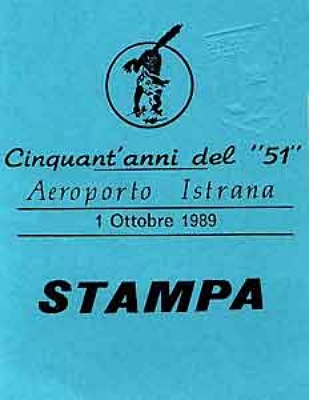 Cinquant'anni del "51"
Aeroporto Istrana
1 Ottobre 1989
STAMPA